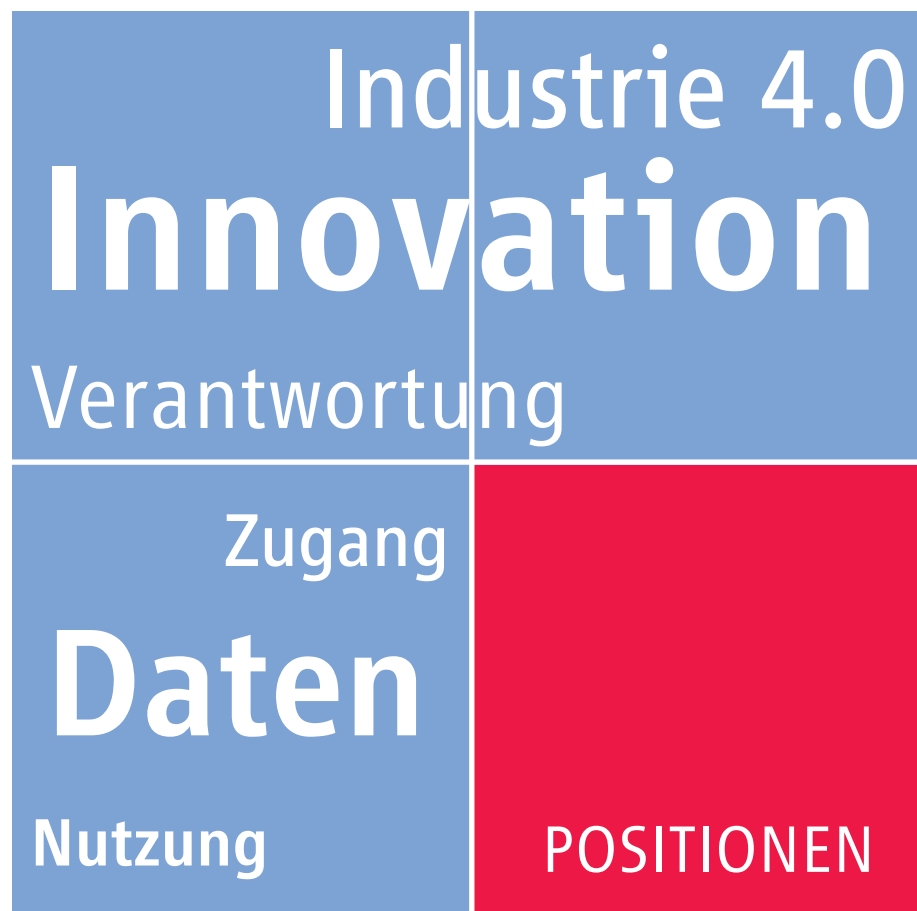 Industrie 4.0
Innovation
Verantwortung
Zugang
Daten
Nutzung
POSITIONEN